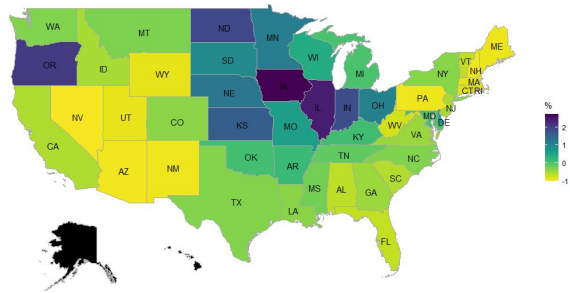 WA
MT
ND
MN
ME
OR
ID
WY
SD
WI
MI
NY
VT
NH
MA
CT RI
NV
UT
CO
NE
IA
IL
IN
OH
PA
NJ
MD
DE
CA
AZ
NM
KS
MO
KY
WV
VA
OK
AR
TN
NC
SC
TX
LA
MS
AL
GA
FL
%
2
1
0
-1